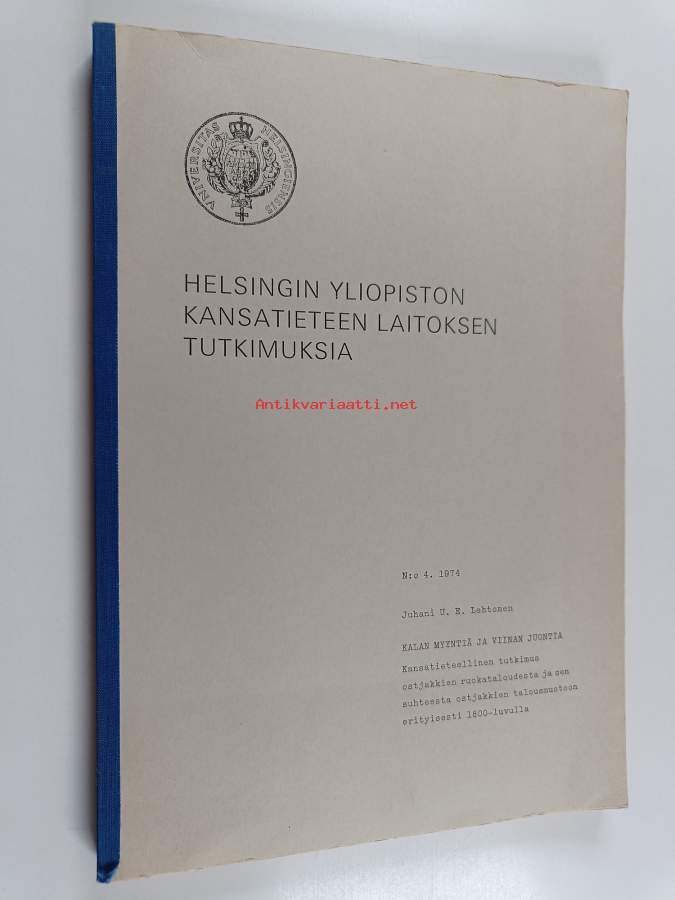 UNIVERSITAS HELSINGIENSIS
HELSINGIN YLIOPISTON
KANSATIETEEN LAITOKSEN
TUTKIMUKSIA
Antikvariaatti.net
N:o 4. 1974
Juhani U. E. Lehtonen
KALAN MYYNTIÄ JA VIINAN JUONTIA
Kansatieteellinen tutkimus
ostjakkien ruokataloudesta ja sen
suhteesta ostjakkien talousmuotoon
erityisesti 1800-luvulla